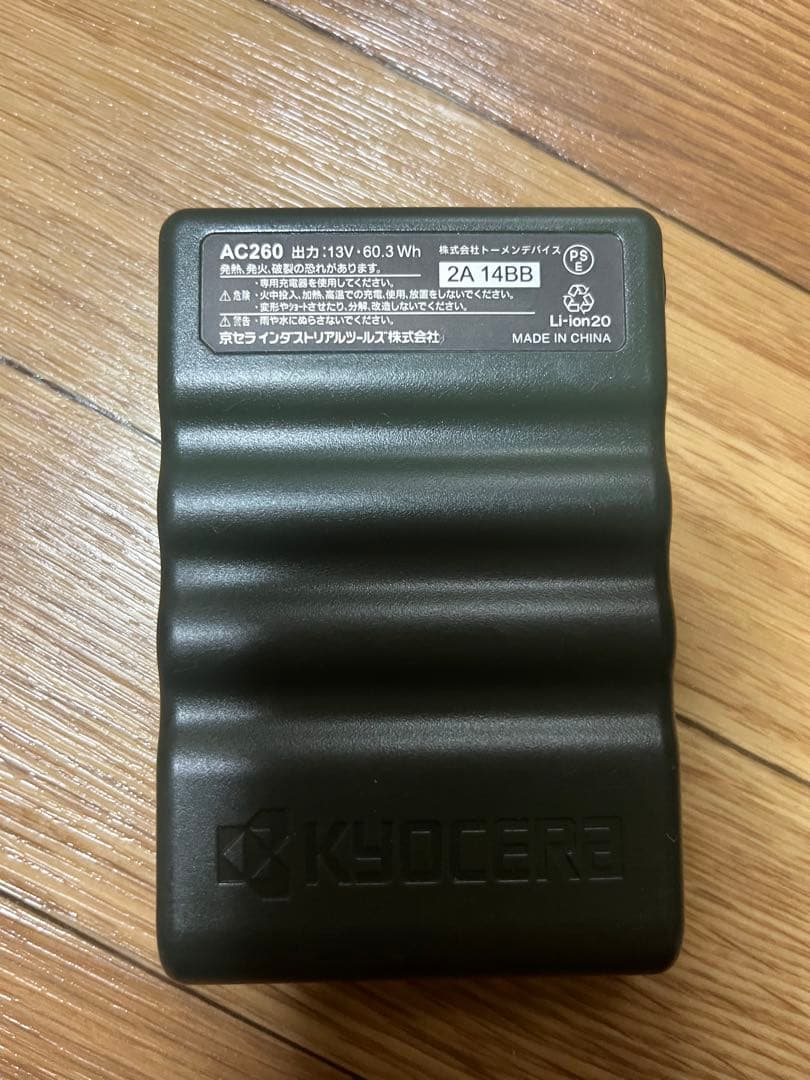 AC260 出力:13V・60.3 Wh 株式会社トーメンデバイス PSE
発熱、発火、破裂の恐れがあります。 2A 14BB
・専用充電器を使用してください。
⚠危険・火中投入、加熱、高温での充電、使用、放置をしないでください。
・変形やショートさせたり、分解、改造しないでください。
⚠警告・雨や水にぬらさないでください。 Li-ion20
京セラインダストリアルツールズ株式会社 MADE IN CHINA
KYOCERA